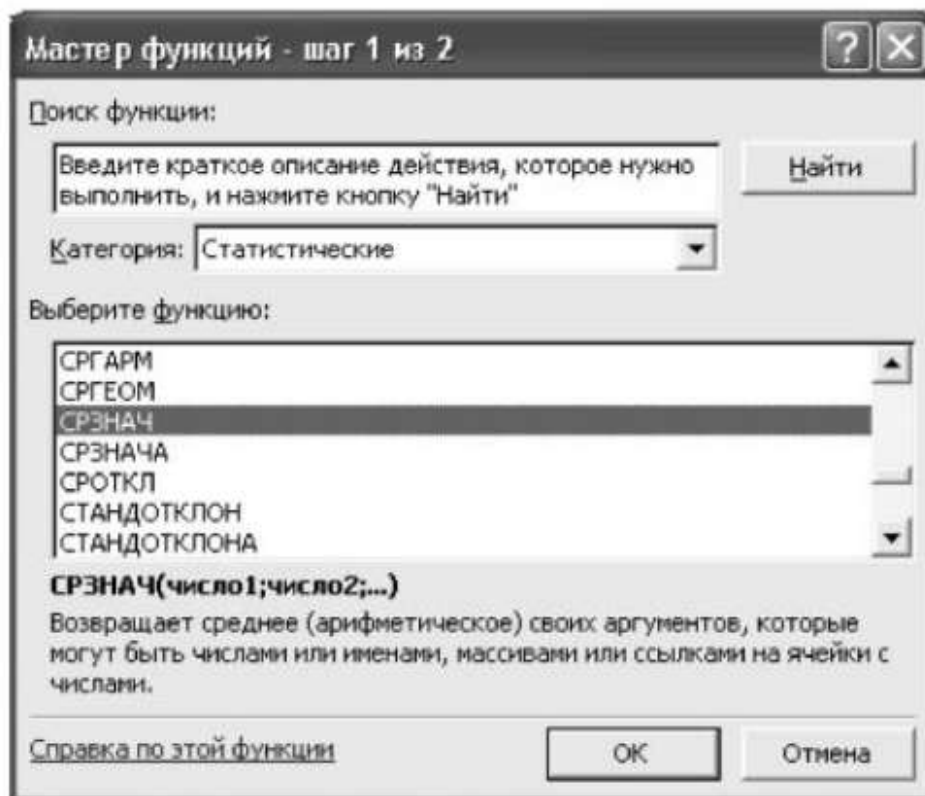 Мастер функций - шаг 1 из 2
Поиск функции:
Введите краткое описание действия, которое нужно
выполнить, и нажмите кнопку "Найти"
Найти
Категория: Статистические
Выберите функцию:
СРГАРМ
СРГЕОМ
СРЗНАЧ
СРЗНАЧА
СРОТКЛ
СТАНДОТКЛОН
СТАНДОТКЛОНА
СРЗНАЧ(число1;число2;...)
Возвращает среднее (арифметическое) своих аргументов, которые
могут быть числами или именами, массивами или ссылками на ячейки с
числами.
Справка по этой функции
ОК
Отмена